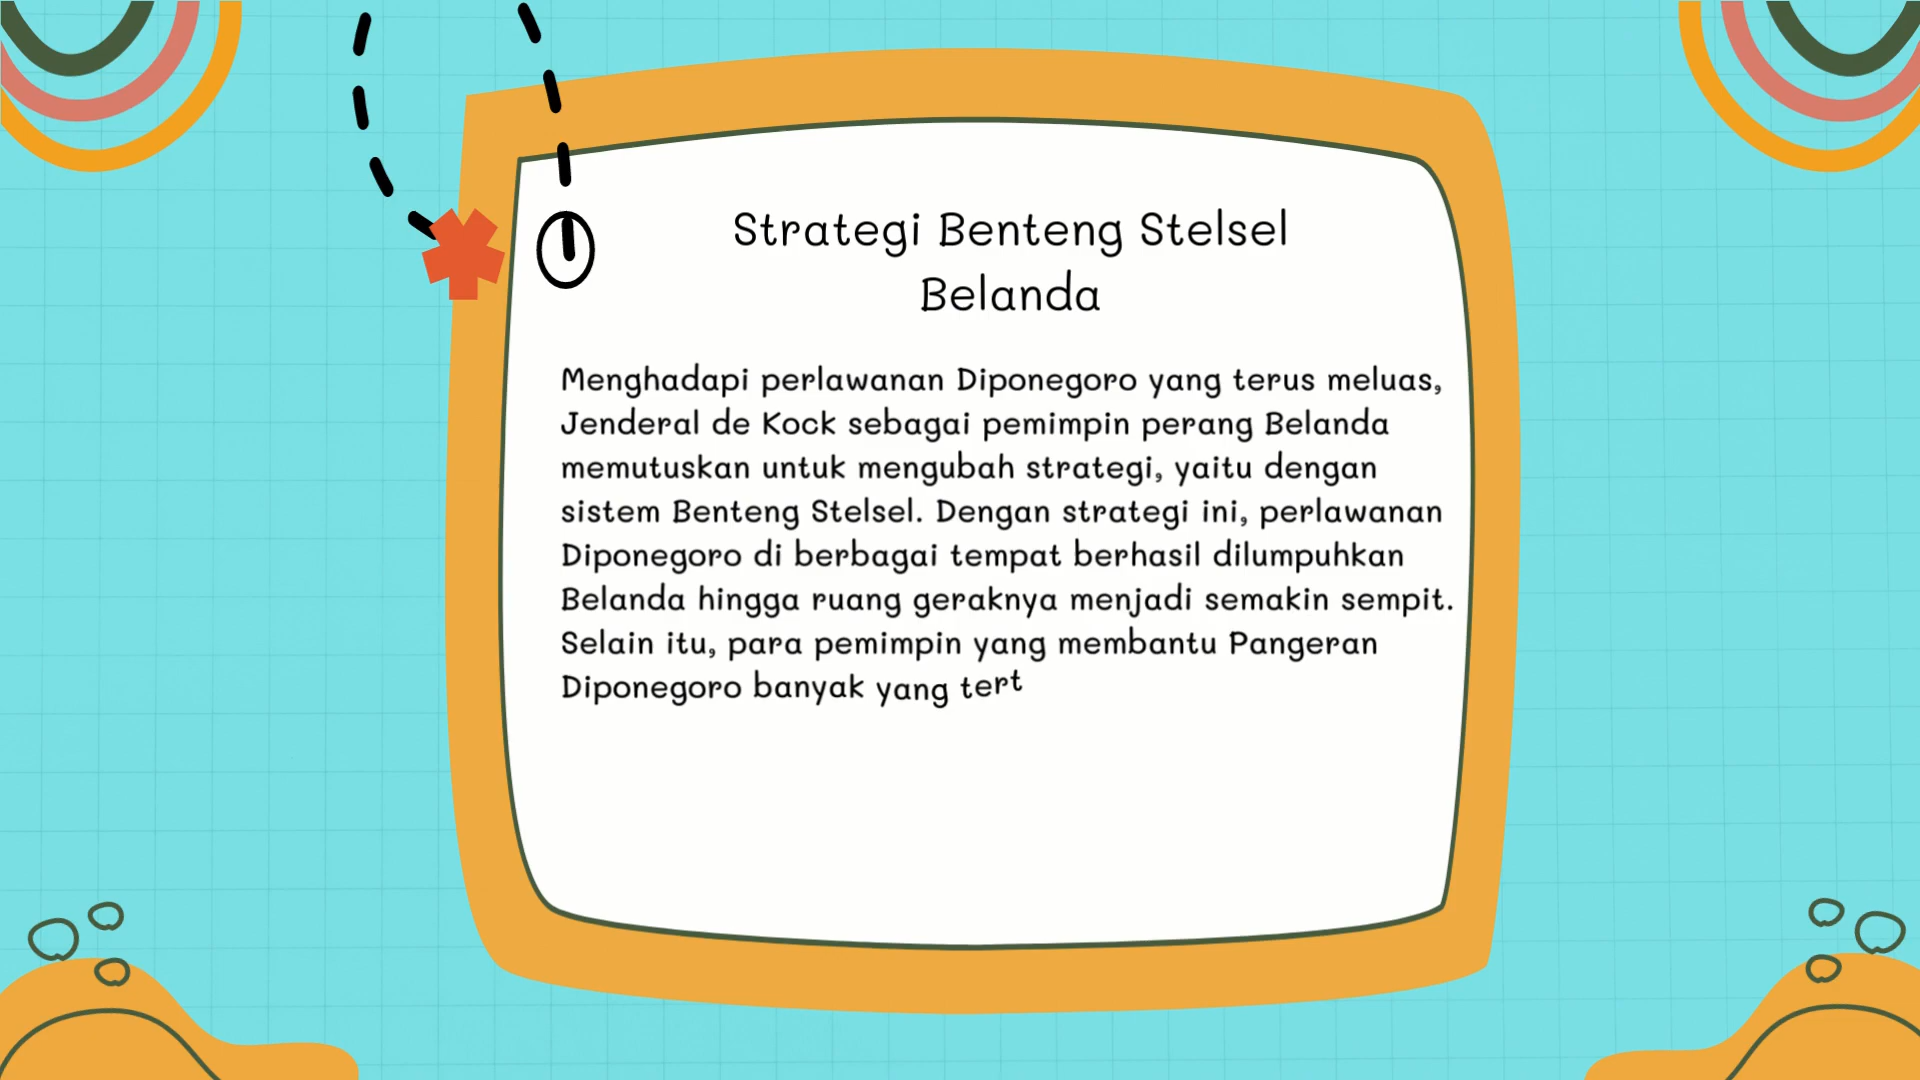 Strategi Benteng Stelsel
Belanda
Menghadapi perlawanan Diponegoro yang terus meluas,
Jenderal de Kock sebagai pemimpin perang Belanda
memutuskan untuk mengubah strategi, yaitu dengan
sistem Benteng Stelsel. Dengan strategi ini, perlawanan
Diponegoro di berbagai tempat berhasil dilumpuhkan
Belanda hingga ruang geraknya menjadi semakin sempit.
Selain itu, para pemimpin yang membantu Pangeran
Diponegoro banyak yang tert